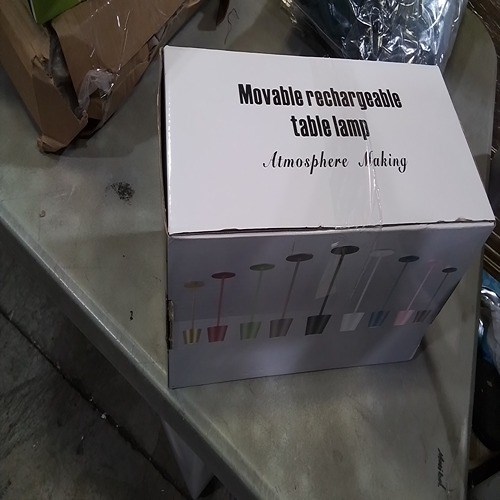 Movable rechargeable
table lamp
Atmosphere Making